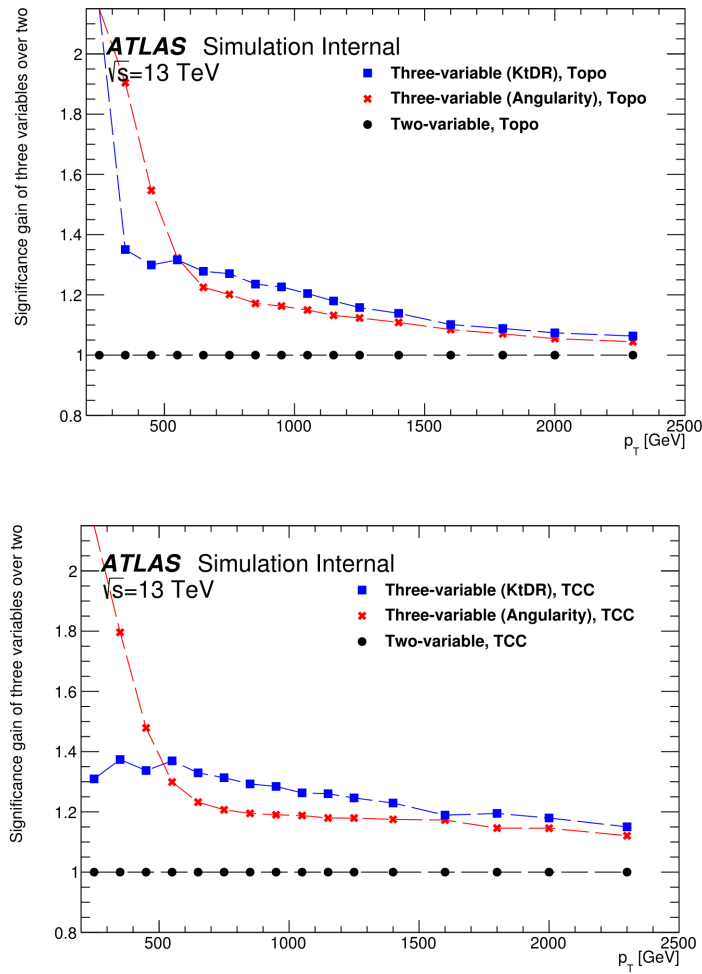 Significance gain of three variables over two
2
1.8
1.6
1.4
1.2
1
0.8
ATLAS Simulation Internal
√s=13 TeV
Three-variable (KtDR), Topo
Three-variable (Angularity), Topo
Two-variable, Topo
500 1000 1500 2000 2500
p_T [GeV]
Significance gain of three variables over two
2
1.8
1.6
1.4
1.2
1
0.8
ATLAS Simulation Internal
√s=13 TeV
Three-variable (KtDR), TCC
Three-variable (Angularity), TCC
Two-variable, TCC
500 1000 1500 2000 2500
p_T [GeV]